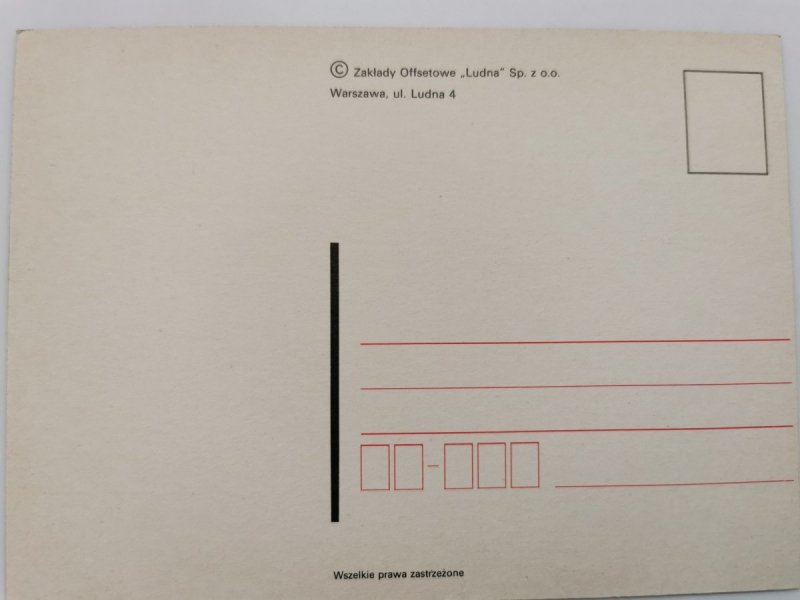 © Zakłady Offsetowe „Ludna” Sp. z o.o.
Warszawa, ul. Ludna 4
Wszelkie prawa zastrzeżone